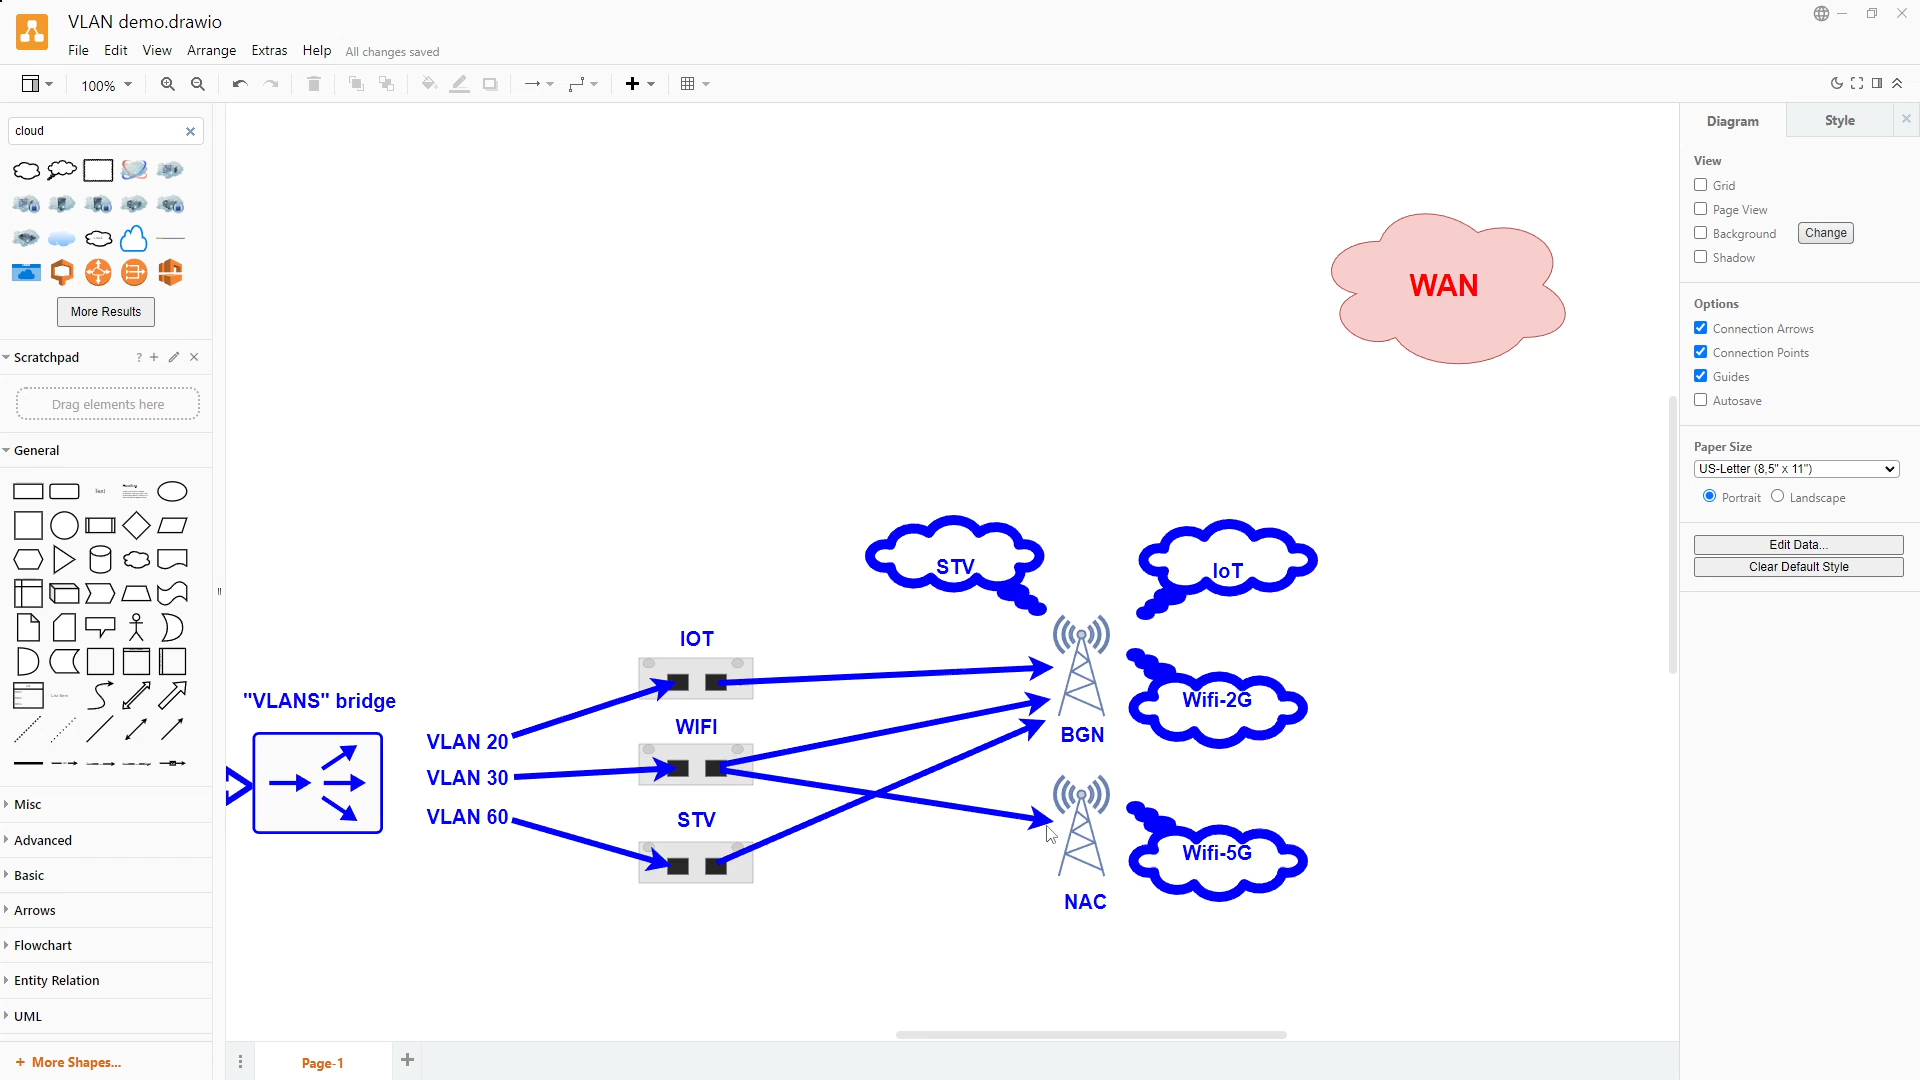 VLAN demo.drawio
File Edit View Arrange Extras Help All changes saved
100%
cloud
More Results
Scratchpad ?
Drag elements here
General
Text
Heading
List Item
Misc
Advanced
Basic
Arrows
Flowchart
Entity Relation
UML
+ More Shapes...
WAN
STV
IoT
IOT
"VLANS" bridge
WIFI
Wifi-2G
VLAN 20
BGN
VLAN 30
VLAN 60
STV
Wifi-5G
NAC
Page-1
Diagram Style
View
Grid
Page View
Background Change
Shadow
Options
Connection Arrows
Connection Points
Guides
Autosave
Paper Size
US-Letter (8,5" x 11")
Portrait Landscape
Edit Data...
Clear Default Style